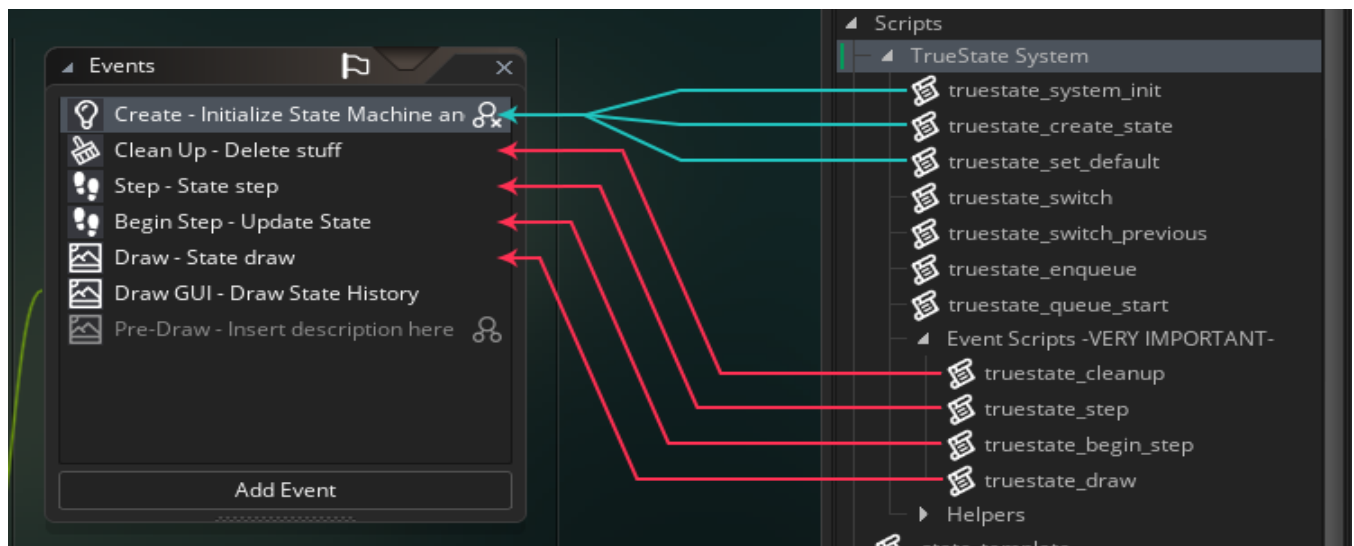 Events
Create - Initialize State Machine an
Clean Up - Delete stuff
Step - State step
Begin Step - Update State
Draw - State draw
Draw GUI - Draw State History
Pre-Draw - Insert description here
Add Event
Scripts
TrueState System
truestate_system_init
truestate_create_state
truestate_set_default
truestate_switch
truestate_switch_previous
truestate_enqueue
truestate_queue_start
Event Scripts -VERY IMPORTANT-
truestate_cleanup
truestate_step
truestate_begin_step
truestate_draw
Helpers